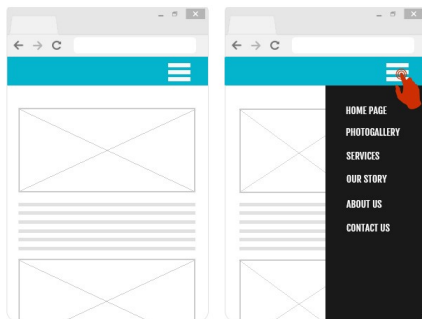 HOME PAGE
PHOTOGALLERY
SERVICES
OUR STORY
ABOUT US
CONTACT US